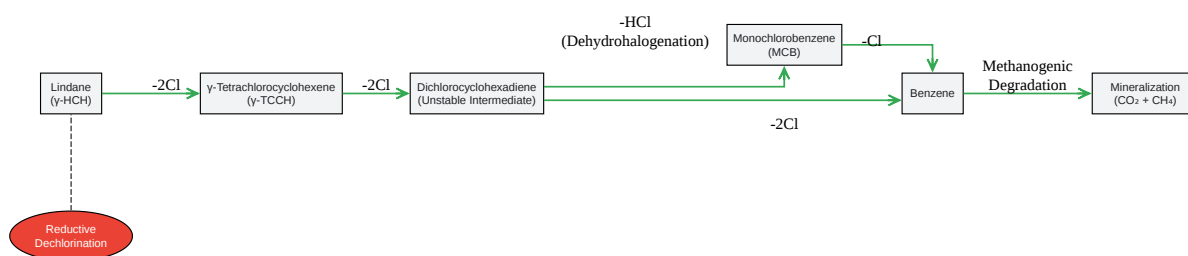 Lindane
(γ-HCH)
-2Cl
γ-Tetrachlorocyclohexene
(γ-TCCH)
-2Cl
Dichlorocyclohexadiene
(Unstable Intermediate)
-HCl
(Dehydrohalogenation)
Monochlorobenzene
(MCB)
-Cl
-2Cl
Benzene
Methanogenic
Degradation
Mineralization
(CO₂ + CH₄)
Reductive
Dechlorination